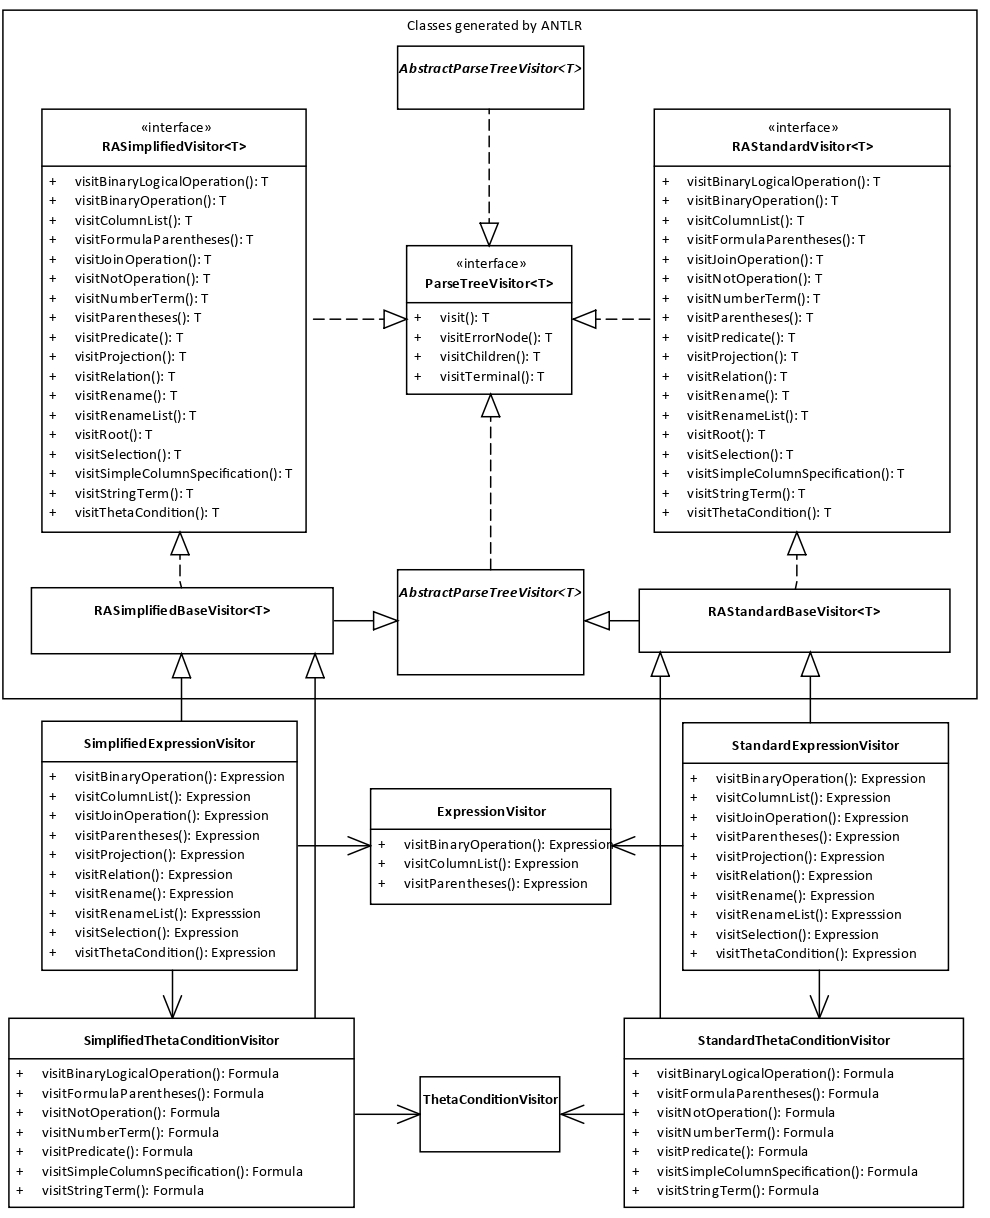 Classes generated by ANTLR
AbstractParseTreeVisitor<T>
«interface»
RASimplifiedVisitor<T>
+ visitBinaryLogicalOperation(): T
+ visitBinaryOperation(): T
+ visitColumnList(): T
+ visitFormulaParentheses(): T
+ visitJoinOperation(): T
+ visitNotOperation(): T
+ visitNumberTerm(): T
+ visitParentheses(): T
+ visitPredicate(): T
+ visitProjection(): T
+ visitRelation(): T
+ visitRename(): T
+ visitRenameList(): T
+ visitRoot(): T
+ visitSelection(): T
+ visitSimpleColumnSpecification(): T
+ visitStringTerm(): T
+ visitThetaCondition(): T
«interface»
ParseTreeVisitor<T>
+ visit(): T
+ visitErrorNode(): T
+ visitChildren(): T
+ visitTerminal(): T
«interface»
RAStandardVisitor<T>
+ visitBinaryLogicalOperation(): T
+ visitBinaryOperation(): T
+ visitColumnList(): T
+ visitFormulaParentheses(): T
+ visitJoinOperation(): T
+ visitNotOperation(): T
+ visitNumberTerm(): T
+ visitParentheses(): T
+ visitPredicate(): T
+ visitProjection(): T
+ visitRelation(): T
+ visitRename(): T
+ visitRenameList(): T
+ visitRoot(): T
+ visitSelection(): T
+ visitSimpleColumnSpecification(): T
+ visitStringTerm(): T
+ visitThetaCondition(): T
RASimplifiedBaseVisitor<T>
AbstractParseTreeVisitor<T>
RAStandardBaseVisitor<T>
SimplifiedExpressionVisitor
+ visitBinaryOperation(): Expression
+ visitColumnList(): Expression
+ visitJoinOperation(): Expression
+ visitParentheses(): Expression
+ visitProjection(): Expression
+ visitRelation(): Expression
+ visitRename(): Expression
+ visitRenameList(): Expresssion
+ visitSelection(): Expression
+ visitThetaCondition(): Expression
ExpressionVisitor
+ visitBinaryOperation(): Expression
+ visitColumnList(): Expression
+ visitParentheses(): Expression
StandardExpressionVisitor
+ visitBinaryOperation(): Expression
+ visitColumnList(): Expression
+ visitJoinOperation(): Expression
+ visitParentheses(): Expression
+ visitProjection(): Expression
+ visitRelation(): Expression
+ visitRename(): Expression
+ visitRenameList(): Expresssion
+ visitSelection(): Expression
+ visitThetaCondition(): Expression
SimplifiedThetaConditionVisitor
+ visitBinaryLogicalOperation(): Formula
+ visitFormulaParentheses(): Formula
+ visitNotOperation(): Formula
+ visitNumberTerm(): Formula
+ visitPredicate(): Formula
+ visitSimpleColumnSpecification(): Formula
+ visitStringTerm(): Formula
ThetaConditionVisitor
StandardThetaConditionVisitor
+ visitBinaryLogicalOperation(): Formula
+ visitFormulaParentheses(): Formula
+ visitNotOperation(): Formula
+ visitNumberTerm(): Formula
+ visitPredicate(): Formula
+ visitSimpleColumnSpecification(): Formula
+ visitStringTerm(): Formula